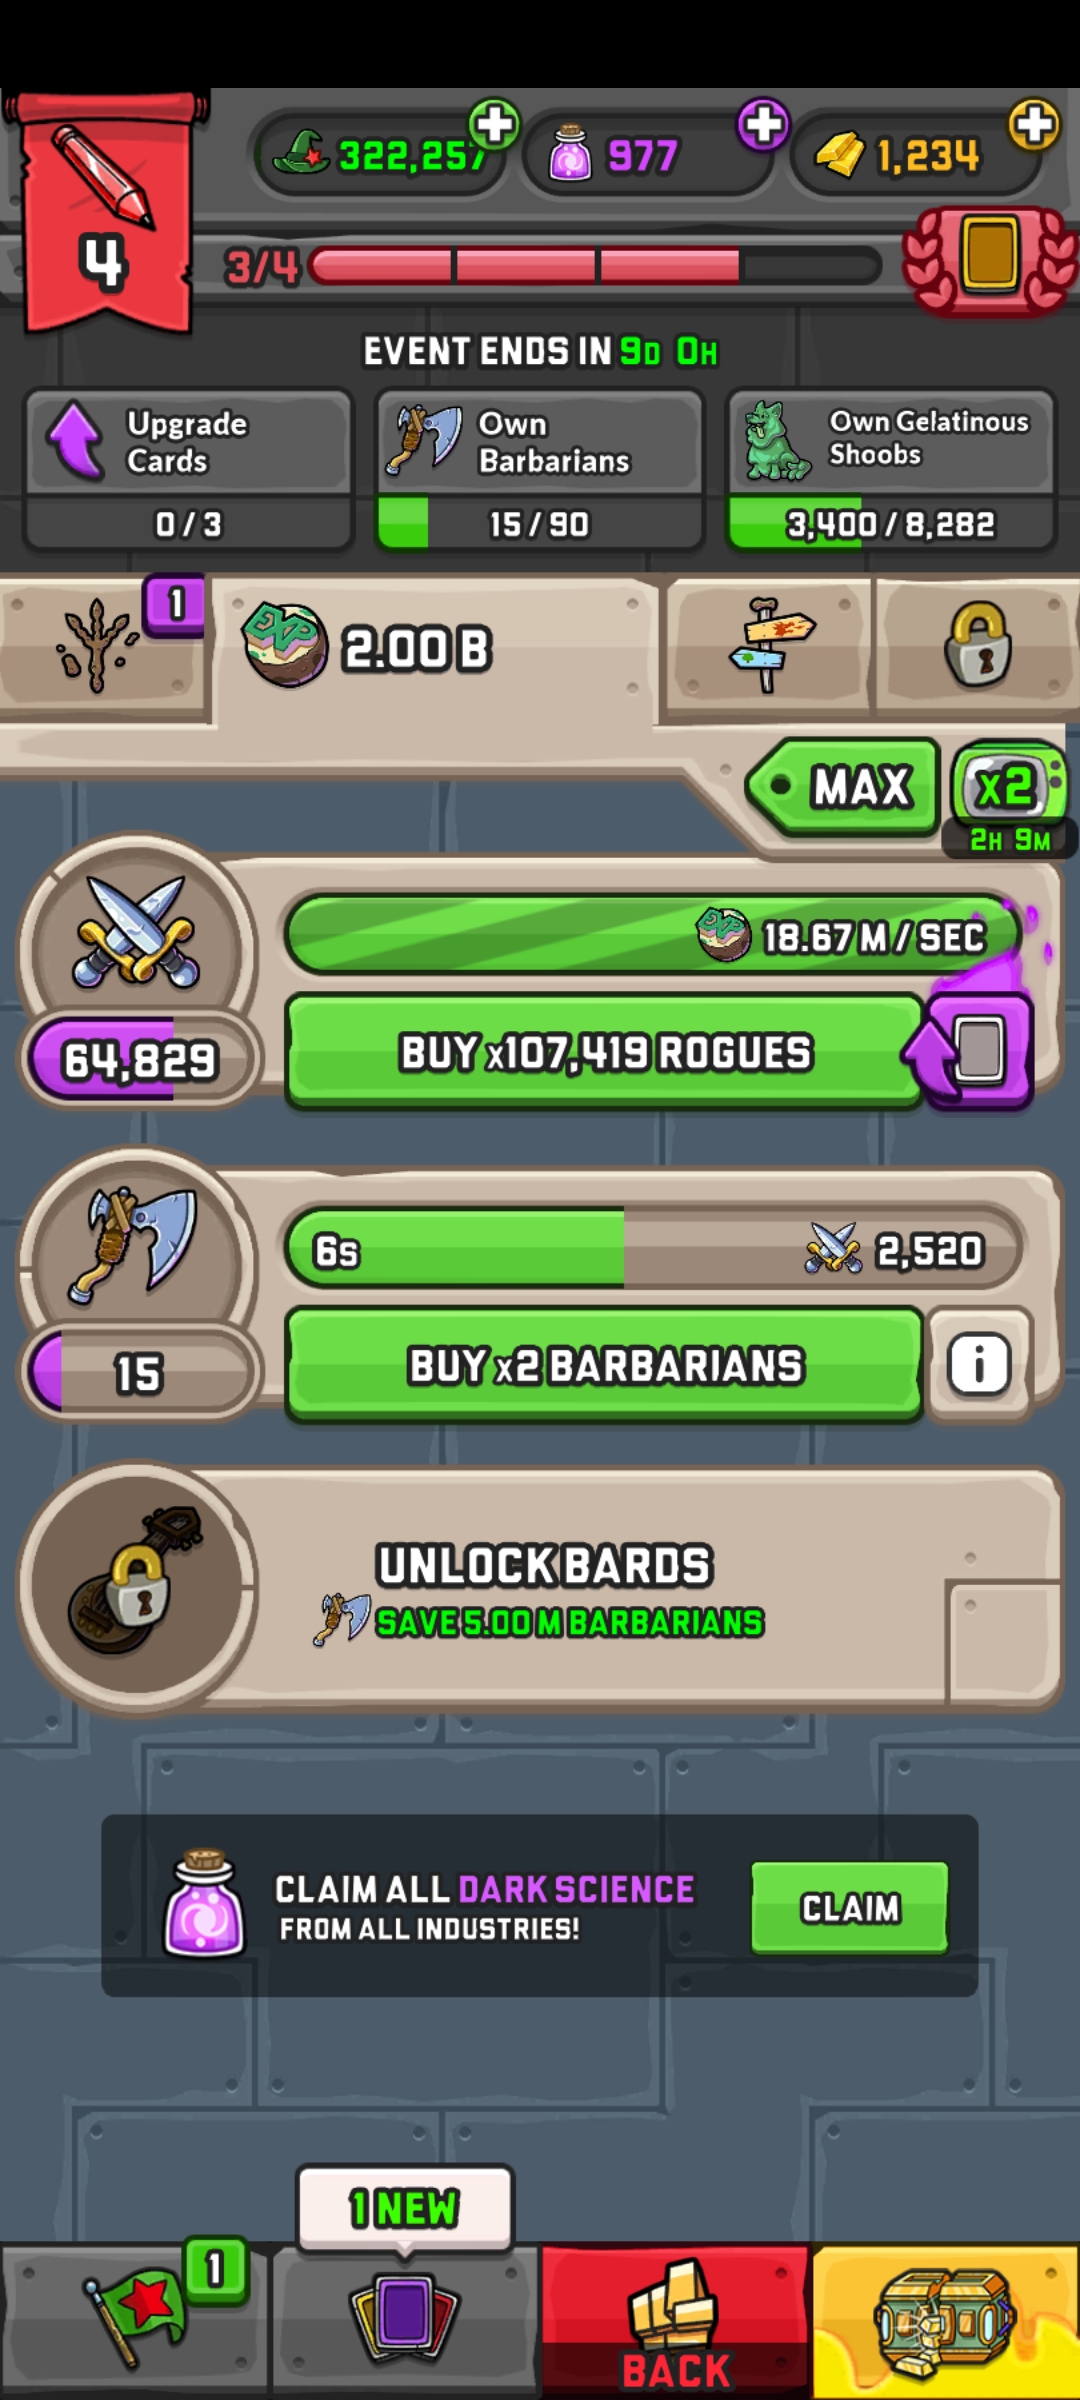 322,257
977
1,234
4
3/4
EVENT ENDS IN 9D 0H
Upgrade
Cards
0 / 3
Own
Barbarians
15 / 90
Own Gelatinous
Shoobs
3,400 / 8,282
1
EXP
2.00 B
MAX
x2
2H 9M
EXP
18.67 M / SEC
64,829
BUY x107,419 ROGUES
6s
2,520
15
BUY x2 BARBARIANS
i
UNLOCK BARDS
SAVE 5.00 M BARBARIANS
CLAIM ALL DARK SCIENCE
FROM ALL INDUSTRIES!
CLAIM
1 NEW
1
BACK